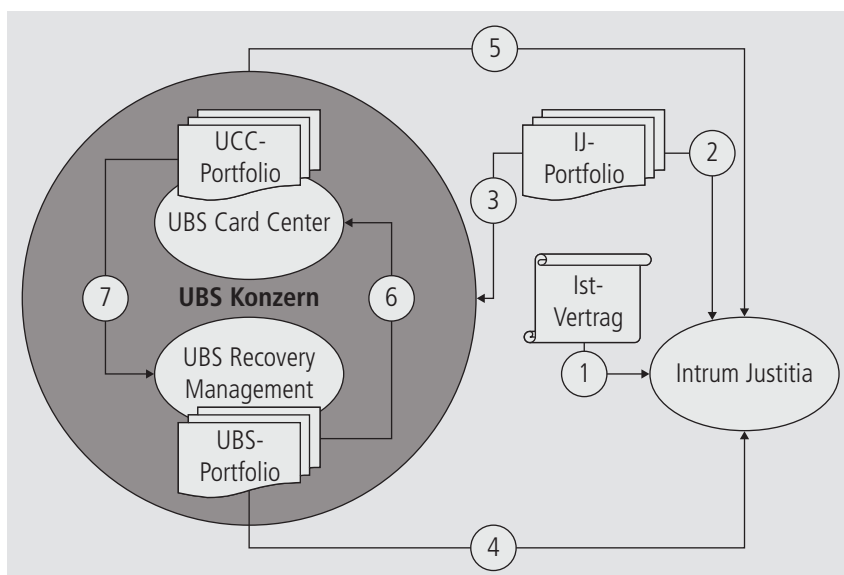 5
UCC-
Portfolio
IJ-
Portfolio
2
3
UBS Card Center
7
UBS Konzern
6
Ist-
Vertrag
UBS Recovery
Management
1
Intrum Justitia
UBS-
Portfolio
4